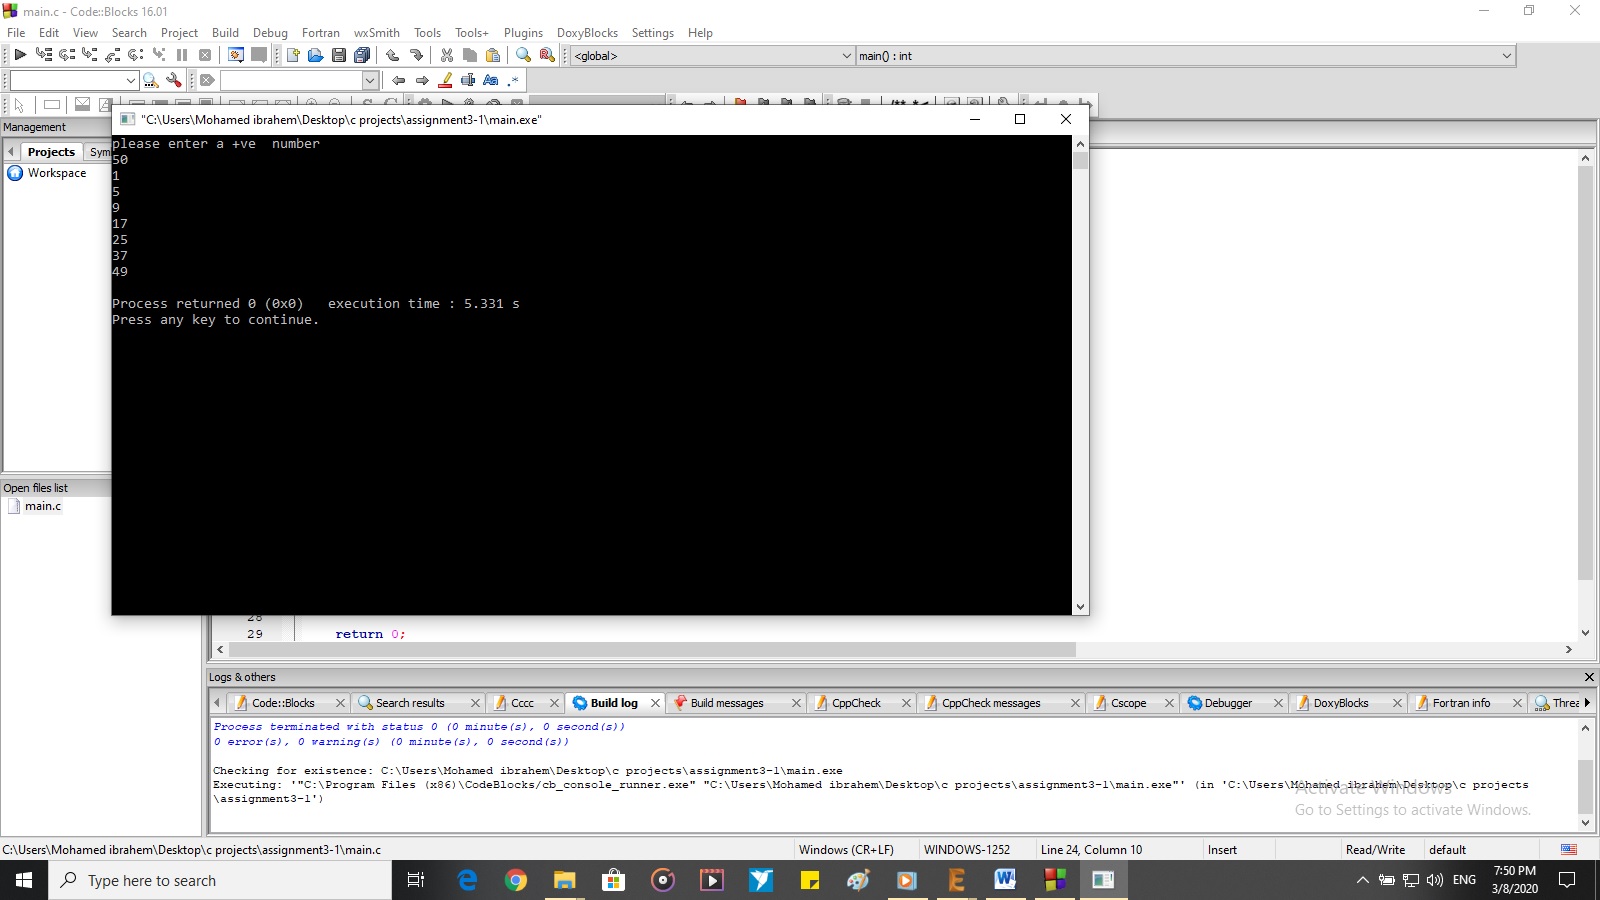 main.c - Code::Blocks 16.01
File Edit View Search Project Build Debug Fortran wxSmith Tools Tools+ Plugins DoxyBlocks Settings Help
<global> main() : int
Management
"C:\Users\Mohamed ibrahem\Desktop\c projects\assignment3-1\main.exe"
Projects Sym
Workspace
please enter a +ve  number
50
1
5
9
17
25
37
49
Process returned 0 (0x0)   execution time : 5.331 s
Press any key to continue.
Open files list
main.c
28
29 return 0;
Logs & others
Code::Blocks Search results Cccc Build log Build messages CppCheck CppCheck messages Cscope Debugger DoxyBlocks Fortran info Threa
Process terminated with status 0 (0 minute(s), 0 second(s))
0 error(s), 0 warning(s) (0 minute(s), 0 second(s))
Checking for existence: C:\Users\Mohamed ibrahem\Desktop\c projects\assignment3-1\main.exe
Executing: '"C:\Program Files (x86)\CodeBlocks/cb_console_runner.exe" "C:\Users\Mohamed ibrahem\Desktop\c projects\assignment3-1\main.exe"' (in 'C:\Users\Mohamed ibrahem\Desktop\c projects
\assignment3-1')
Activate Windows
Go to Settings to activate Windows.
C:\Users\Mohamed ibrahem\Desktop\c projects\assignment3-1\main.c Windows (CR+LF) WINDOWS-1252 Line 24, Column 10 Insert Read/Write default
Type here to search
ENG
7:50 PM
3/8/2020